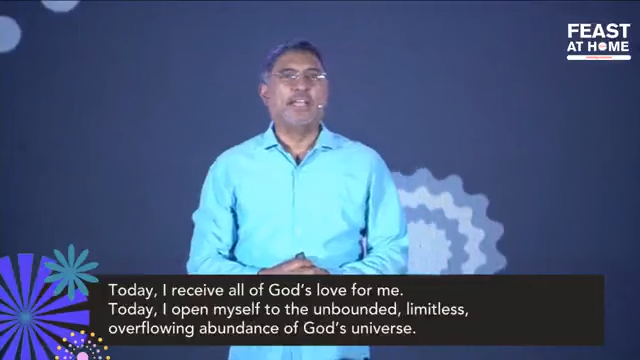 FEAST
AT HOME
Today, I receive all of God's love for me.
Today, I open myself to the unbounded, limitless,
overflowing abundance of God's universe.